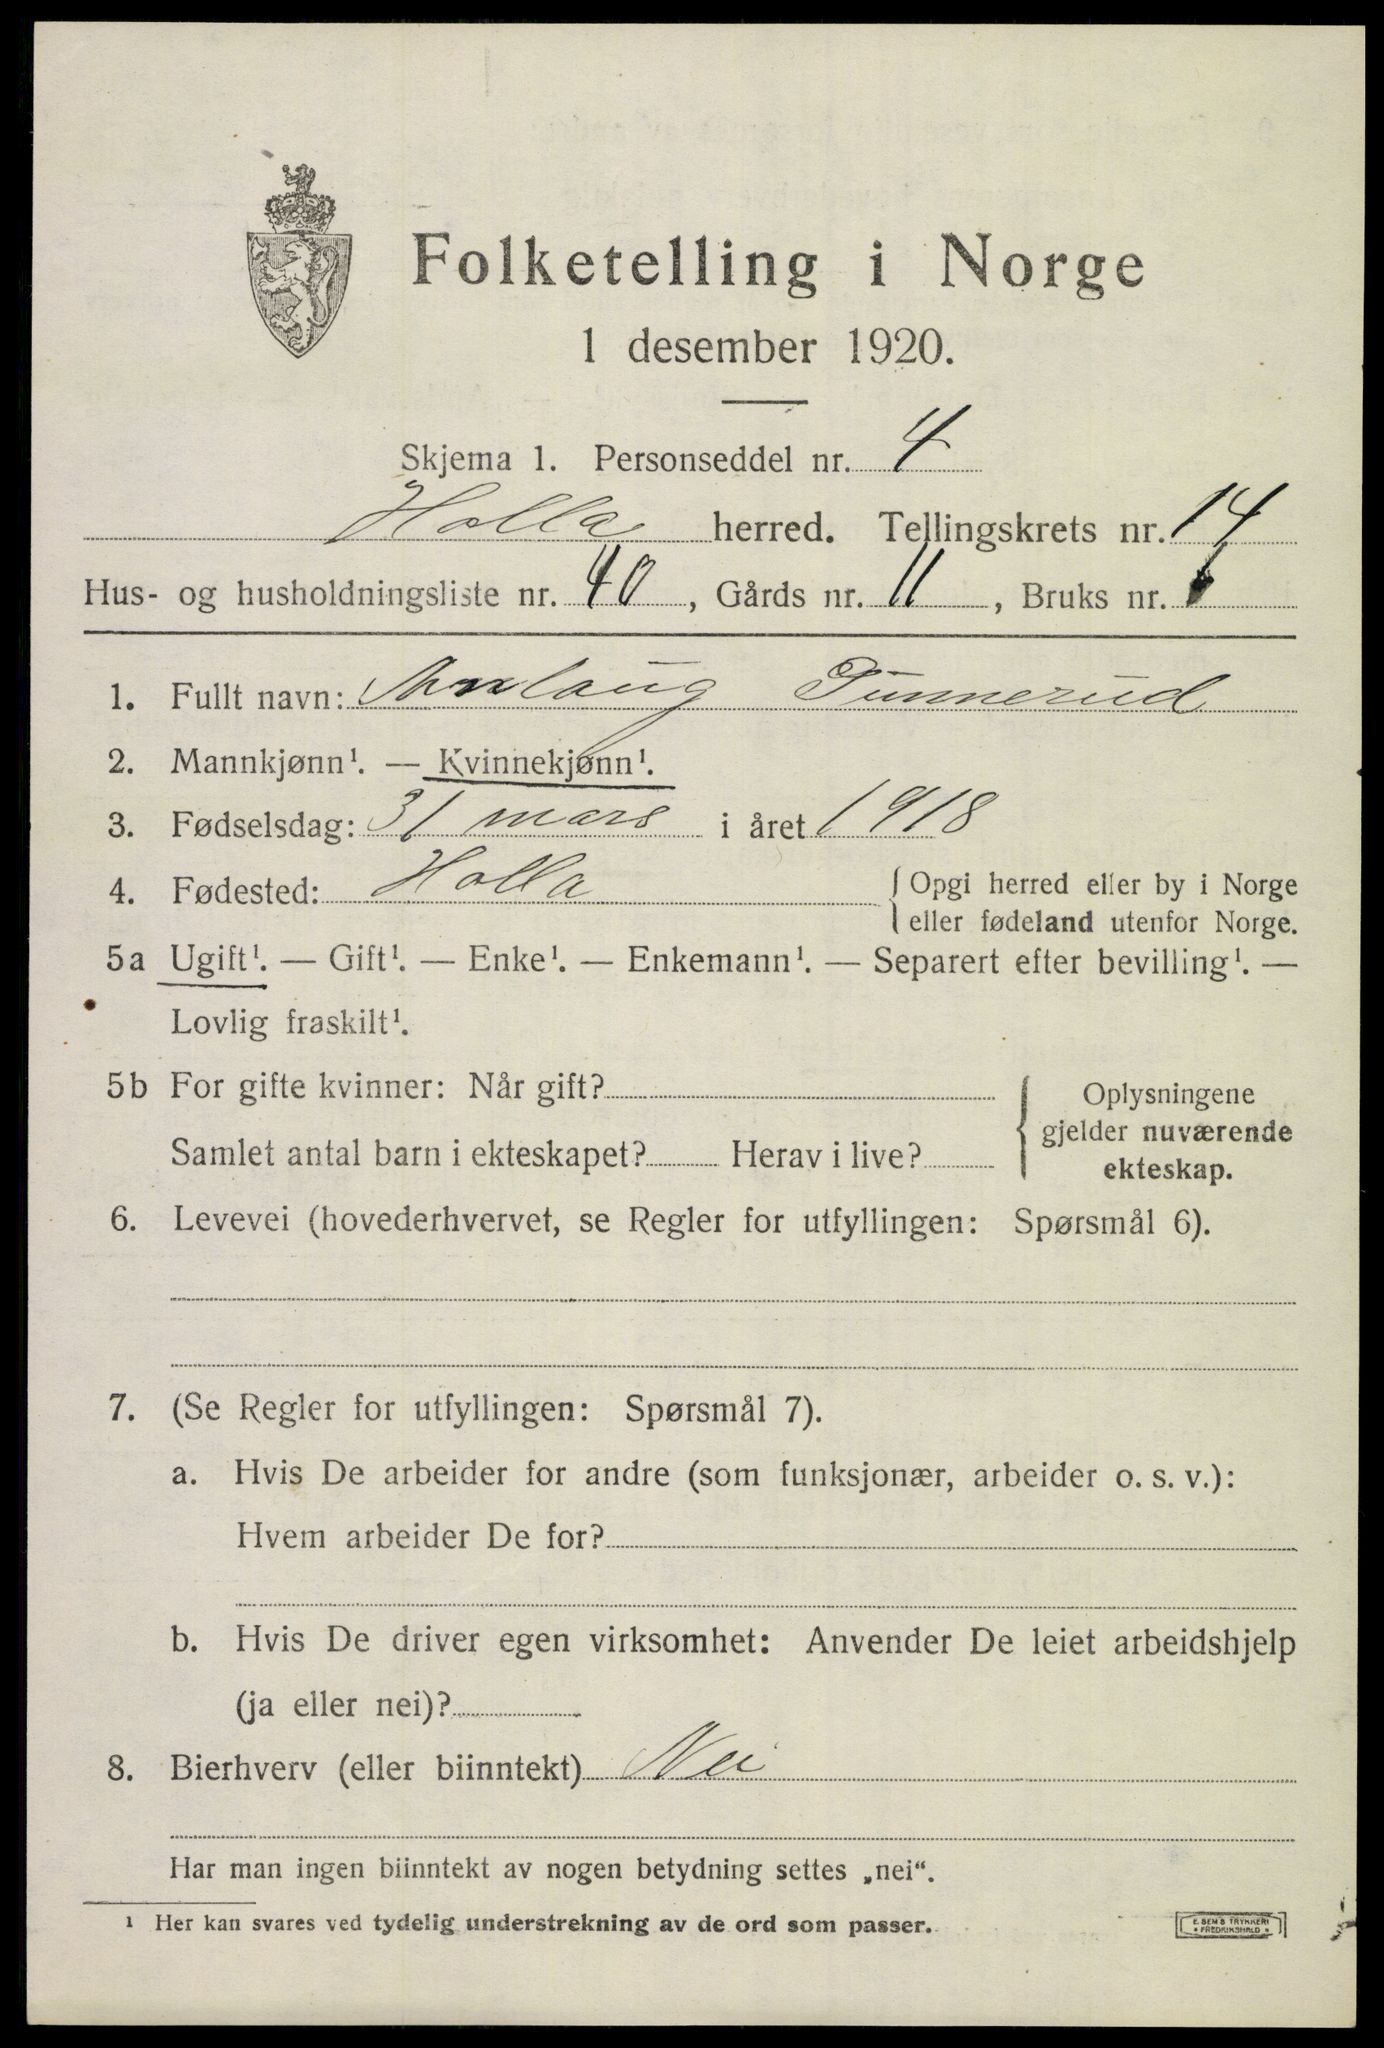 Folketelling i Norge
1 desember 1920.
Skjema 1. Personseddel nr. 4
Holla herred. Tellingskrets nr. 14
Hus- og husholdningsliste nr. 40, Gårds nr. 11, Bruks nr.
1. Fullt navn: Anlaug Tunnerud
2. Mannkjønn¹. — Kvinnekjønn¹.
3. Fødselsdag: 31 mars i året 1918
4. Fødested: Holla {Opgi herred eller by i Norge
eller fødeland utenfor Norge.
5a Ugift¹. — Gift¹. — Enke¹. — Enkemann¹. — Separert efter bevilling¹. —
Lovlig fraskilt¹.
5b For gifte kvinner: Når gift? Oplysningene
gjelder nuværende
Samlet antal barn i ekteskapet? Herav i live? ekteskap.
6. Levevei (hovederhvervet, se Regler for utfyllingen: Spørsmål 6).
7. (Se Regler for utfyllingen: Spørsmål 7).
a. Hvis De arbeider for andre (som funksjonær, arbeider o. s. v.):
Hvem arbeider De for?
b. Hvis De driver egen virksomhet: Anvender De leiet arbeidshjelp
(ja eller nei)?
8. Bierhverv (eller biinntekt) Nei
Har man ingen biinntekt av nogen betydning settes „nei“.
¹ Her kan svares ved tydelig understrekning av de ord som passer.
E. SEM'S TRYKKERI
• FREDRIKSHALD •